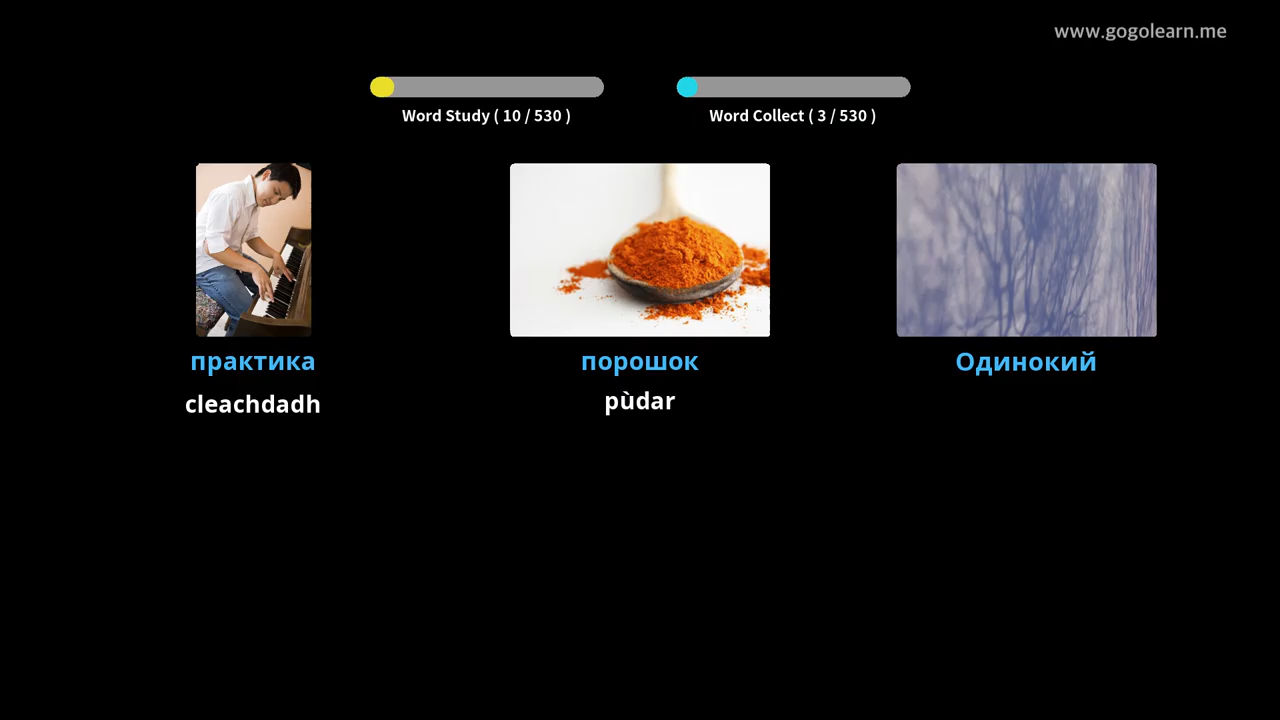 www.gogolearn.me
Word Study ( 10 / 530 )
Word Collect ( 3 / 530 )
практика
порошок
Одинокий
cleachdadh
pùdar